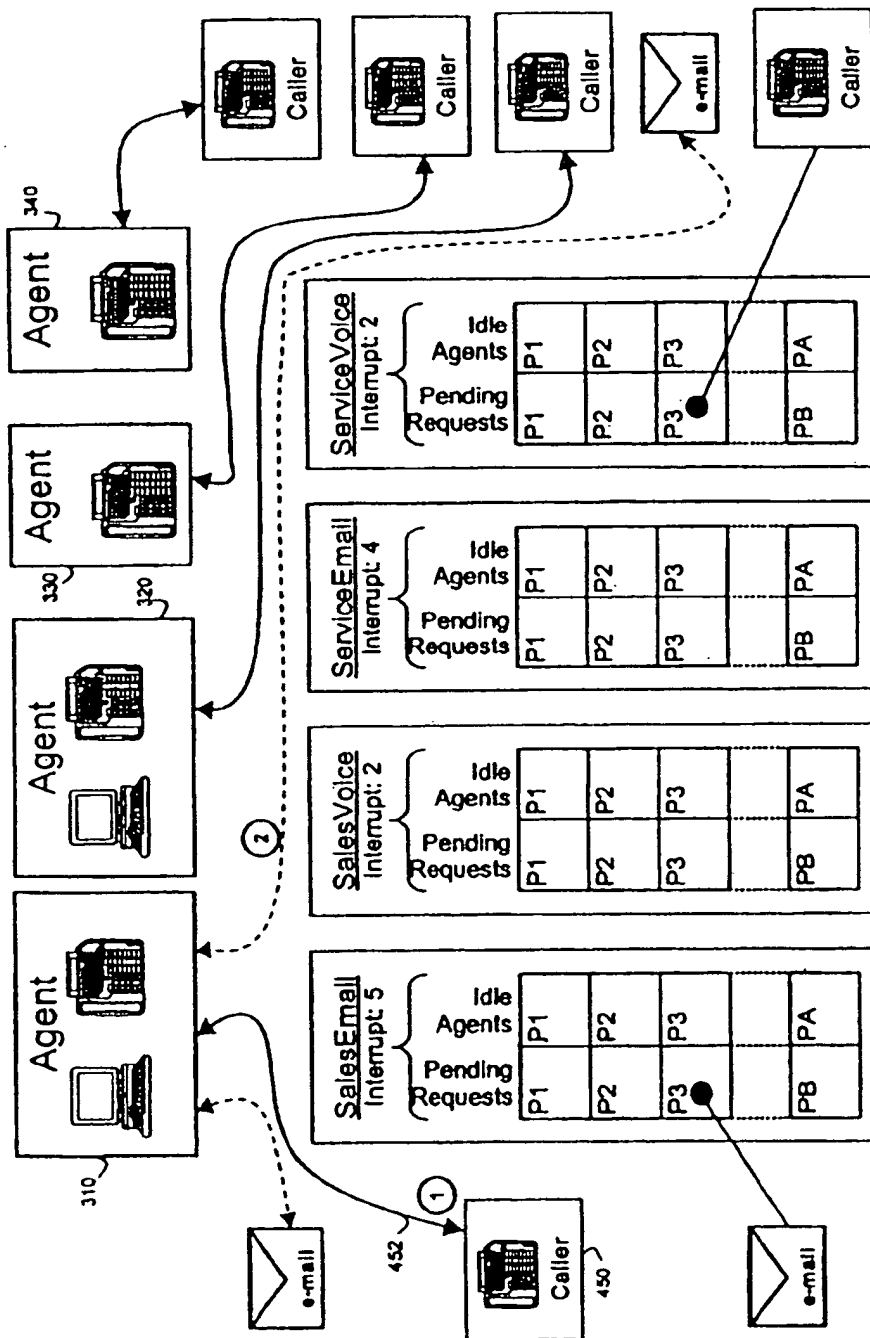 310
Agent
320
Agent
330
Agent
340
Agent
e-mail
452
1
Caller
450
2
Caller
Caller
Caller
e-mail
SalesEmail
Interrupt: 5
Pending Requests
Idle Agents
P1
P1
P2
P2
P3
P3
PB
PA
SalesVoice
Interrupt: 2
Pending Requests
Idle Agents
P1
P1
P2
P2
P3
P3
PB
PA
ServiceEmail
Interrupt: 4
Pending Requests
Idle Agents
P1
P1
P2
P2
P3
P3
PB
PA
ServiceVoice
Interrupt: 2
Pending Requests
Idle Agents
P1
P1
P2
P2
P3
P3
PB
PA
e-mail
Caller